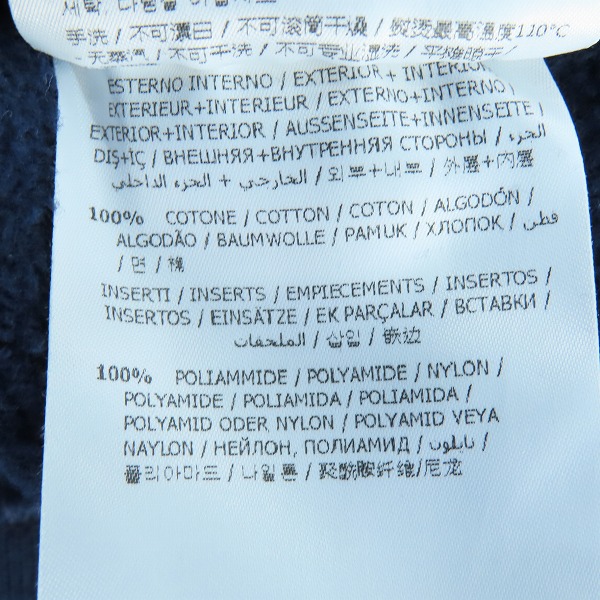 手洗 / 不可漂白 / 不可滚筒干燥 / 熨烫最高温度110°C
无蒸汽 / 不可干洗 / 不可专业湿洗 / 平摊晾干 /
ESTERNO INTERNO / EXTERIOR + INTERIOR
EXTERIEUR+INTERIEUR / EXTERNO+INTERNO /
EXTERIOR+INTERIOR / AUSSENSEITE+INNENSEITE /
DIŞ+İÇ / ВНЕШНЯЯ+ВНУТРЕННЯЯ СТОРОНЫ / الجزء
الخارجي + الجزء الداخلي / 외부+내부 / 外層+内層
100% COTONE / COTTON / COTON / ALGODÓN /
ALGODÃO / BAUMWOLLE / PAMUK / ХЛОПОК / قطن
/ 면 / 棉
INSERTI / INSERTS / EMPIECEMENTS / INSERTOS /
INSERTOS / EINSÄTZE / EK PARÇALAR / ВСТАВКИ /
الملحقات / 삽입 / 嵌边
100% POLIAMMIDE / POLYAMIDE / NYLON /
POLYAMIDE / POLIAMIDA / POLIAMIDA /
POLYAMID ODER NYLON / POLYAMID VEYA
NAYLON / НЕЙЛОН, ПОЛИАМИД / نايلون /
폴리아마드 / 나일론 / 聚酰胺纤维/尼龙